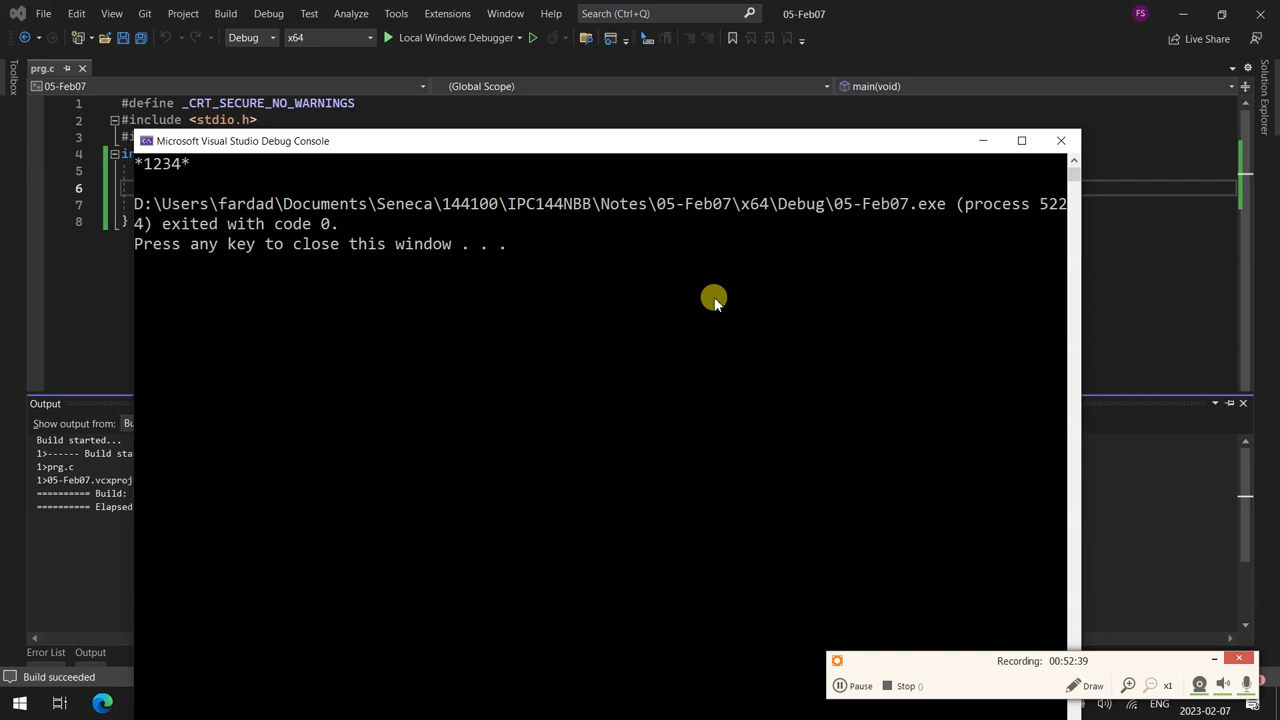 File Edit View Git Project Build Debug Test Analyze Tools Extensions Window Help Search (Ctrl+Q) 05-Feb07 FS
Debug x64 Local Windows Debugger Live Share
prg.c
05-Feb07 (Global Scope) main(void)
Toolbox
Solution Explorer
1 #define _CRT_SECURE_NO_WARNINGS
2 #include <stdio.h>
3 #i
4 in
5
6
7
8 }
Microsoft Visual Studio Debug Console
*1234*
D:\Users\fardad\Documents\Seneca\144100\IPC144NBB\Notes\05-Feb07\x64\Debug\05-Feb07.exe (process 522
4) exited with code 0.
Press any key to close this window . . .
Output
Show output from: Bu
Build started...
1>------ Build sta
1>prg.c
1>05-Feb07.vcxproj
========== Build:
========== Elapsed
Error List Output
Build succeeded
Recording: 00:52:39
Pause Stop () Draw x1
ENG
2023-02-07